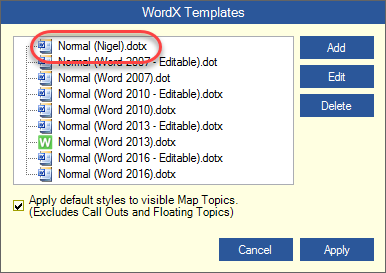 WordX Templates
Normal (Nigel).dotx
Normal (Word 2007 - Editable).dot
Normal (Word 2007).dot
Normal (Word 2010 - Editable).dotx
Normal (Word 2010).dotx
Normal (Word 2013 - Editable).dotx
Normal (Word 2013).dotx
Normal (Word 2016 - Editable).dotx
Normal (Word 2016).dotx
Add
Edit
Delete
Apply default styles to visible Map Topics.
(Excludes Call Outs and Floating Topics)
Cancel
Apply